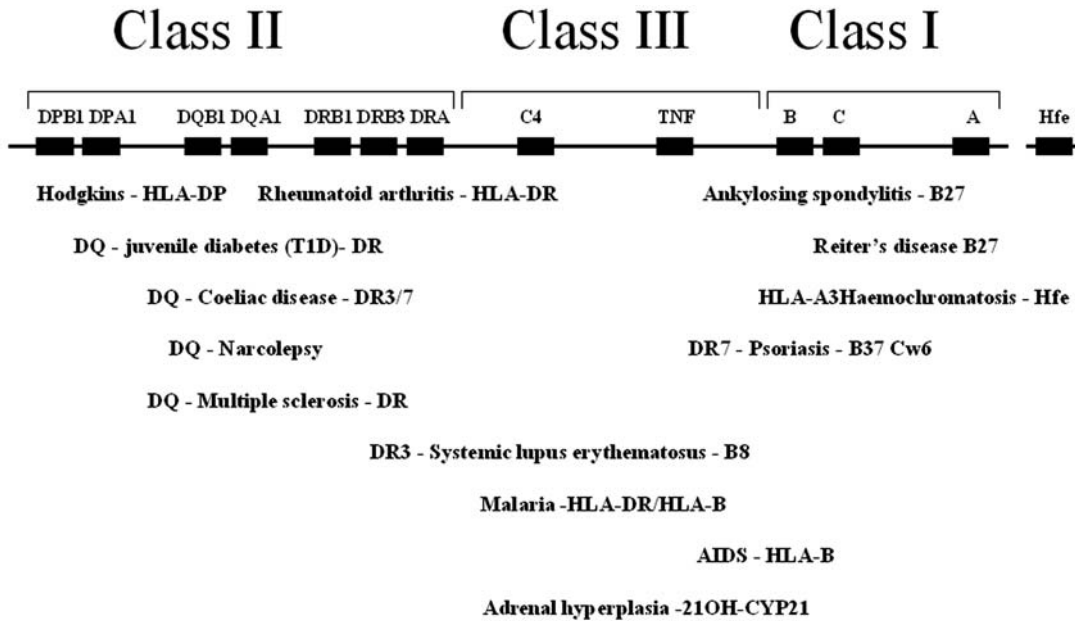 Class II Class III Class I
DPB1 DPA1 DQB1 DQA1 DRB1 DRB3 DRA C4 TNF B C A Hfe
Hodgkins - HLA-DP Rheumatoid arthritis - HLA-DR Ankylosing spondylitis - B27
DQ - juvenile diabetes (T1D)- DR Reiter's disease B27
DQ - Coeliac disease - DR3/7 HLA-A3Haemochromatosis - Hfe
DQ - Narcolepsy DR7 - Psoriasis - B37 Cw6
DQ - Multiple sclerosis - DR
DR3 - Systemic lupus erythematosus - B8
Malaria -HLA-DR/HLA-B
AIDS - HLA-B
Adrenal hyperplasia -21OH-CYP21